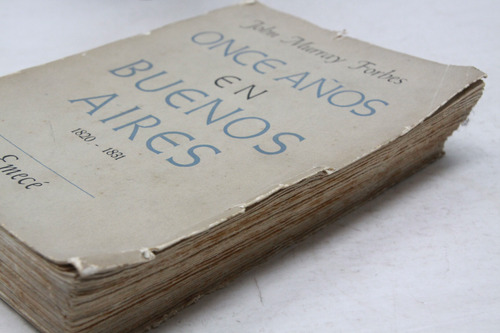 John Murray Forbes
ONCE AÑOS
EN
BUENOS
AIRES
1820 - 1831
Emecé